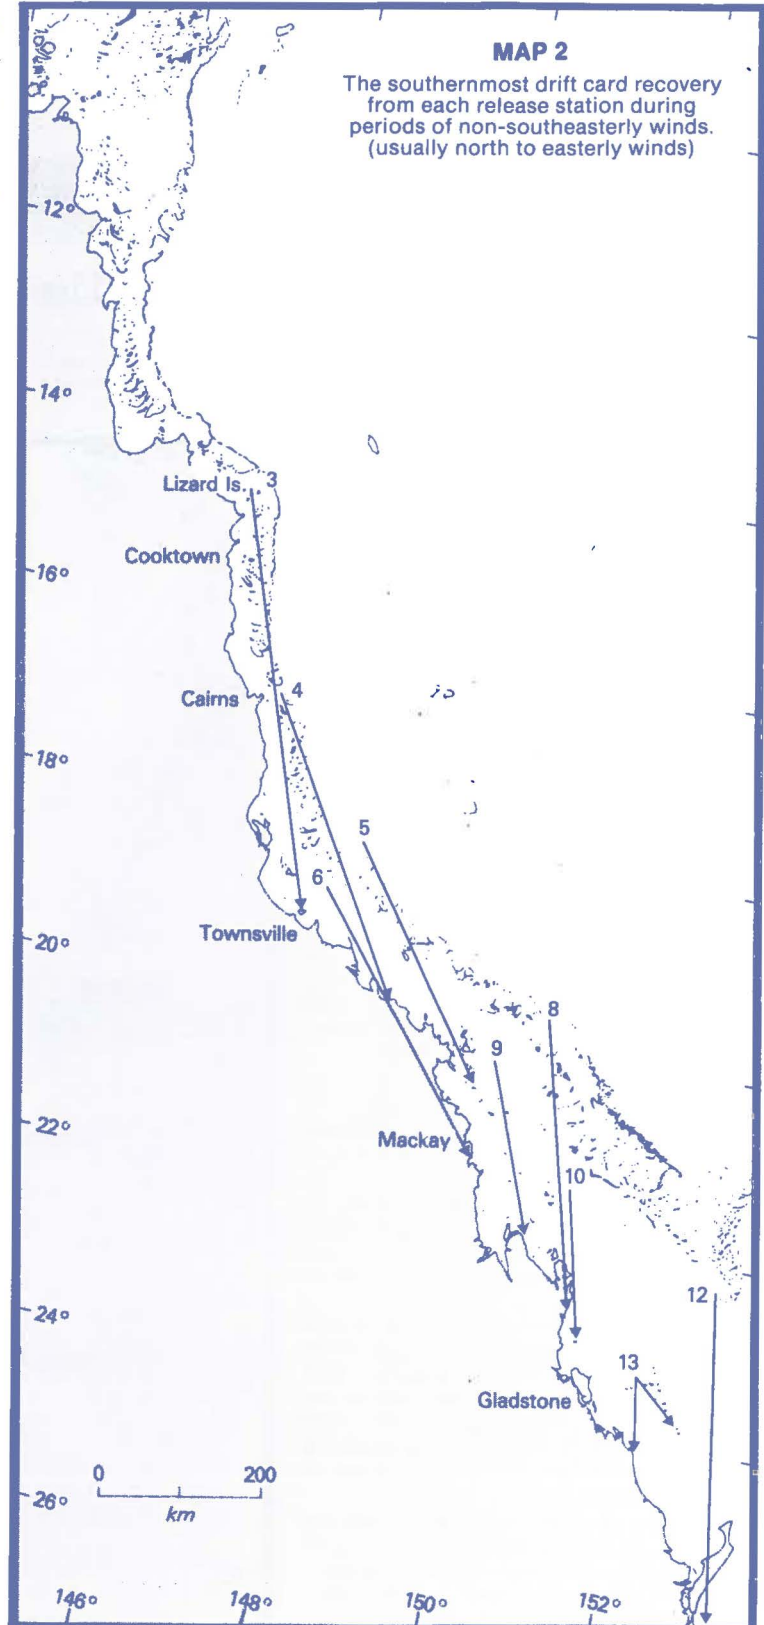 MAP 2
The southernmost drift card recovery
from each release station during
periods of non-southeasterly winds.
(usually north to easterly winds)
12°
14°
Lizard Is.
3
Cooktown
16°
4
Cairns
18°
5
6
Townsville
20°
8
9
22°
Mackay
10
24°
12
13
Gladstone
0
200
km
26°
146°
148°
150°
152°